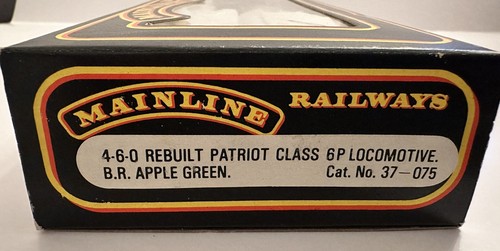 MAINLINE RAILWAYS
4-6-0 REBUILT PATRIOT CLASS 6P LOCOMOTIVE.
B.R. APPLE GREEN. Cat. No. 37-075